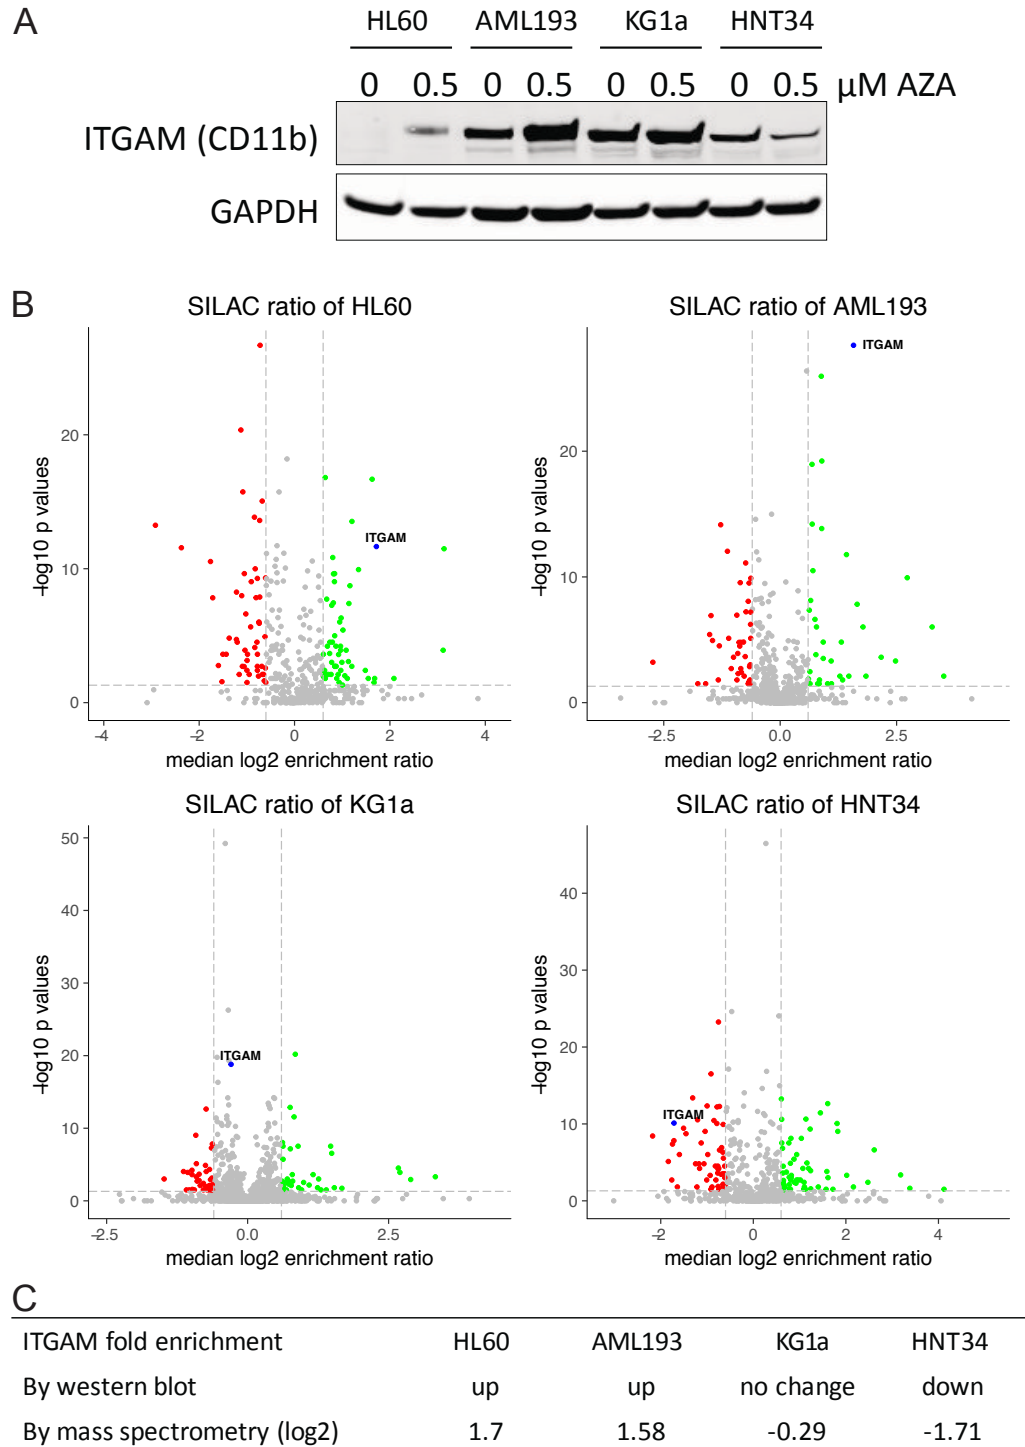 A
HL60 AML193 KG1a HNT34
0 0.5 0 0.5 0 0.5 0 0.5 μM AZA
ITGAM (CD11b)
GAPDH
B
SILAC ratio of HL60
-log10 p values
20
10
0
ITGAM
-4 -2 0 2 4
median log2 enrichment ratio
SILAC ratio of AML193
-log10 p values
20
10
0
ITGAM
-2.5 0.0 2.5
median log2 enrichment ratio
SILAC ratio of KG1a
-log10 p values
50
40
30
20
10
0
ITGAM
-2.5 0.0 2.5
median log2 enrichment ratio
SILAC ratio of HNT34
-log10 p values
40
30
20
10
0
ITGAM
-2 0 2 4
median log2 enrichment ratio
C
ITGAM fold enrichment HL60 AML193 KG1a HNT34
By western blot up up no change down
By mass spectrometry (log2) 1.7 1.58 -0.29 -1.71